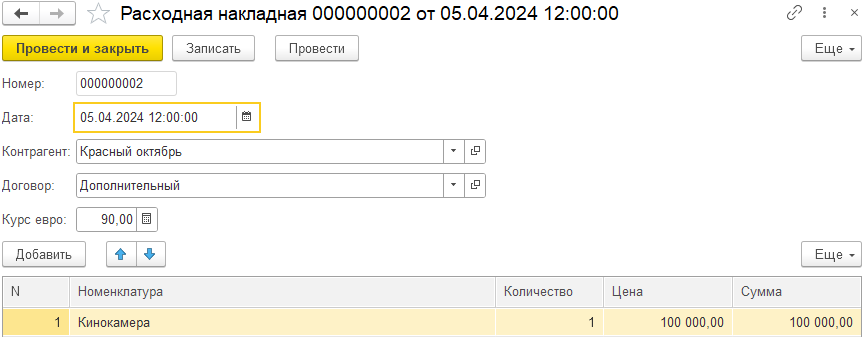 Расходная накладная 000000002 от 05.04.2024 12:00:00
Провести и закрыть Записать Провести Еще
Номер: 000000002
Дата: 05.04.2024 12:00:00
Контрагент: Красный октябрь
Договор: Дополнительный
Курс евро: 90,00
Добавить Еще
N Номенклатура Количество Цена Сумма
1 Кинокамера 1 100 000,00 100 000,00